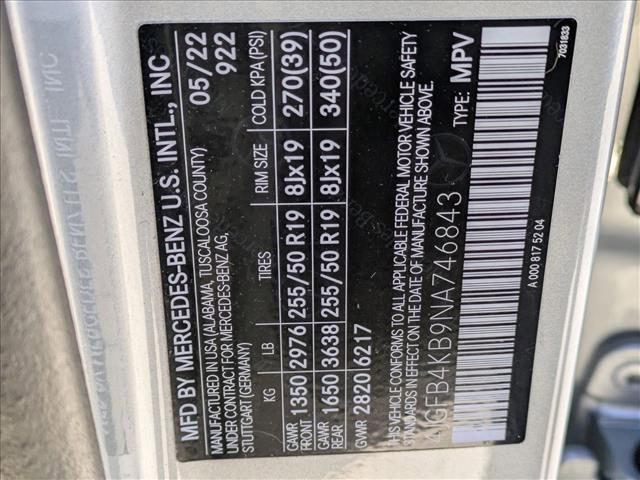 MFD BY MERCEDES-BENZ U.S. INTL., INC
MANUFACTURED IN USA (ALABAMA, TUSCALOOSA COUNTY)
UNDER CONTRACT FOR MERCEDES-BENZ AG,
STUTTGART (GERMANY)
05/22
922
KG LB TIRES RIM SIZE COLD KPA (PSI)
GAWR FRONT 1350 2976 255/50 R19 8Jx19 270(39)
GAWR REAR 1650 3638 255/50 R19 8Jx19 340(50)
GVWR 2820 6217
THIS VEHICLE CONFORMS TO ALL APPLICABLE FEDERAL MOTOR VEHICLE SAFETY
STANDARDS IN EFFECT ON THE DATE OF MANUFACTURE SHOWN ABOVE.
4JGFB4KB9NA746843 TYPE: MPV
A 000 817 52 04
7031833